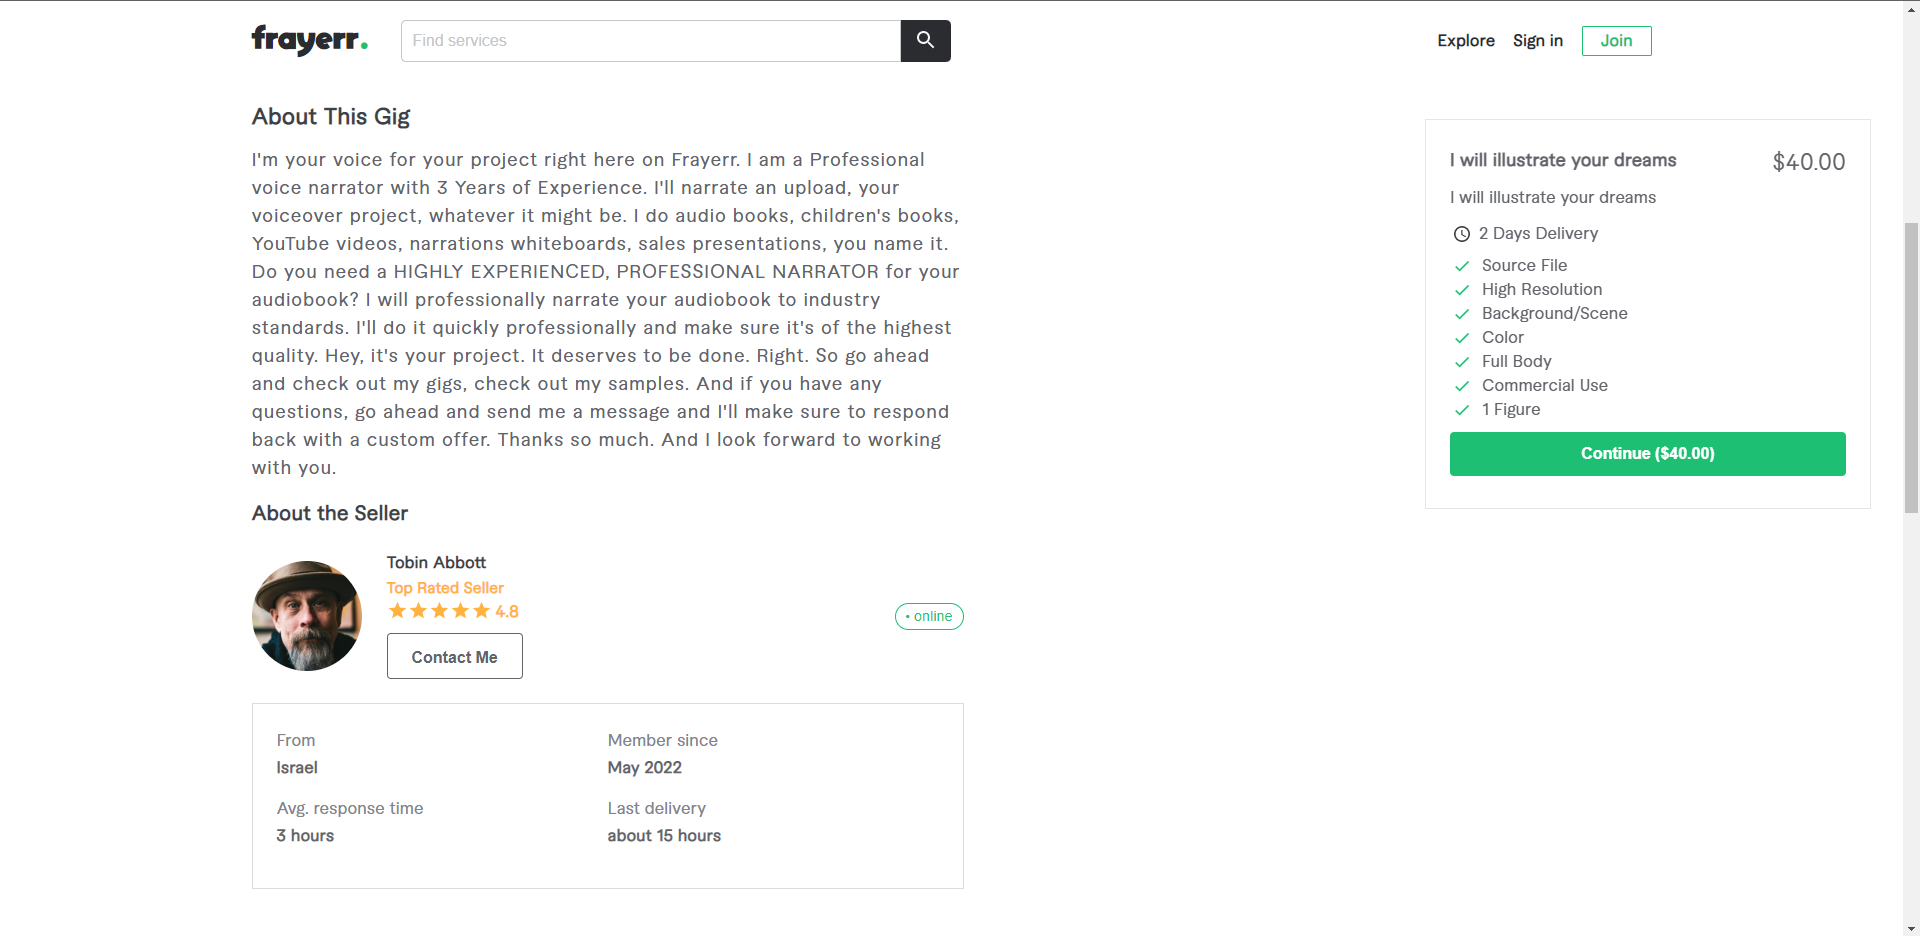 frayerr.
Find services
Explore
Sign in
Join
About This Gig
I'm your voice for your project right here on Frayerr. I am a Professional
voice narrator with 3 Years of Experience. I'll narrate an upload, your
voiceover project, whatever it might be. I do audio books, children's books,
YouTube videos, narrations whiteboards, sales presentations, you name it.
Do you need a HIGHLY EXPERIENCED, PROFESSIONAL NARRATOR for your
audiobook? I will professionally narrate your audiobook to industry
standards. I'll do it quickly professionally and make sure it's of the highest
quality. Hey, it's your project. It deserves to be done. Right. So go ahead
and check out my gigs, check out my samples. And if you have any
questions, go ahead and send me a message and I'll make sure to respond
back with a custom offer. Thanks so much. And I look forward to working
with you.
About the Seller
Tobin Abbott
Top Rated Seller
4.8
Contact Me
• online
From
Israel
Member since
May 2022
Avg. response time
3 hours
Last delivery
about 15 hours
I will illustrate your dreams
$40.00
I will illustrate your dreams
2 Days Delivery
Source File
High Resolution
Background/Scene
Color
Full Body
Commercial Use
1 Figure
Continue ($40.00)